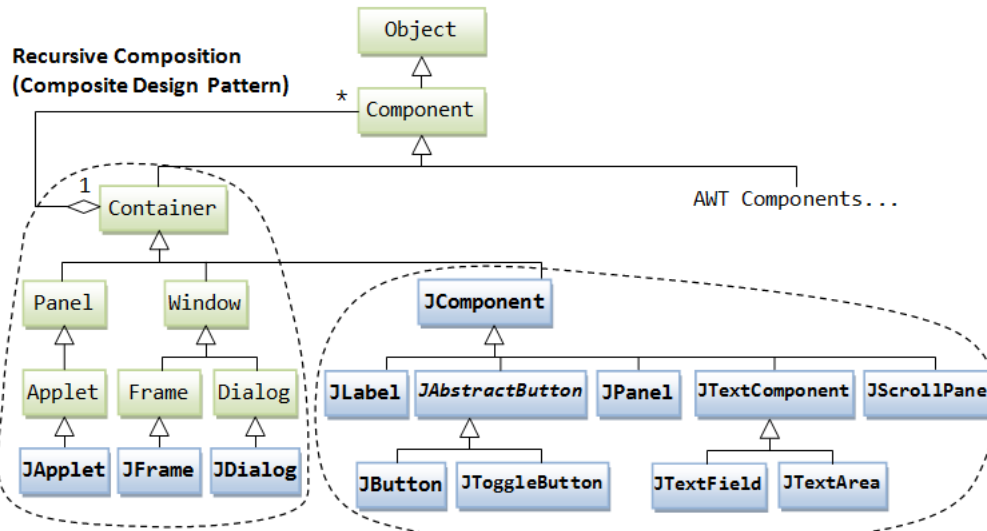 Object
Recursive Composition
(Composite Design Pattern)
*
Component
1
Container
AWT Components...
Panel
Window
JComponent
Applet
Frame
Dialog
JLabel
JAbstractButton
JPanel
JTextComponent
JScrollPane
JApplet
JFrame
JDialog
JButton
JToggleButton
JTextField
JTextArea